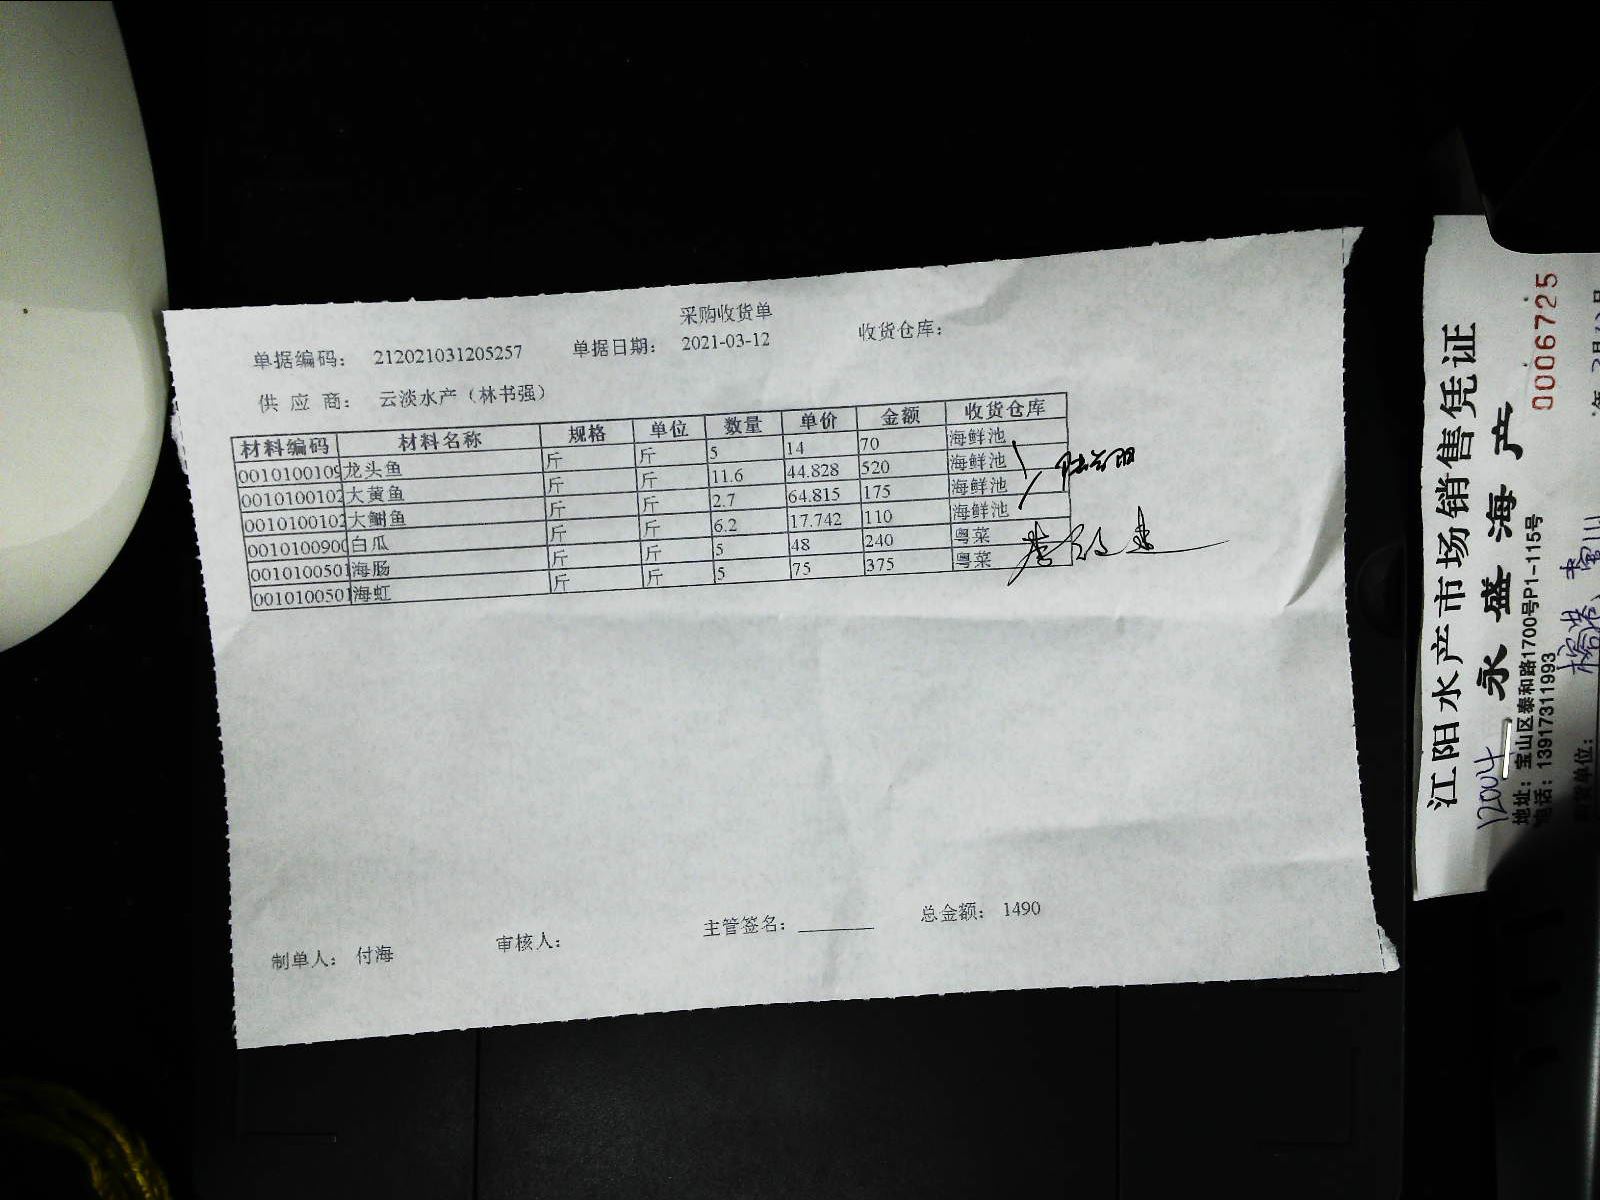 采购收货单
单据编码： 212021031205257 单据日期： 2021-03-12 收货仓库：
供 应 商： 云淡水产（林书强）
材料编码 材料名称 规格 单位 数量 单价 金额 收货仓库
0010100109 龙头鱼 斤 斤 5 14 70 海鲜池
0010100102 大黄鱼 斤 斤 11.6 44.828 520 海鲜池
0010100102 大鲥鱼 斤 斤 2.7 64.815 175 海鲜池
0010100900 白瓜 斤 斤 6.2 17.742 110 海鲜池
0010100501 海肠 斤 斤 5 48 240 粤菜
0010100501 海虹 斤 斤 5 75 375 粤菜
制单人： 付海 审核人： 主管签名： 总金额： 1490
江阳水产市场销售凭证
12004 永盛海产 0006725
地址：宝山区泰和路1700号P1-115号
电话：13917311993